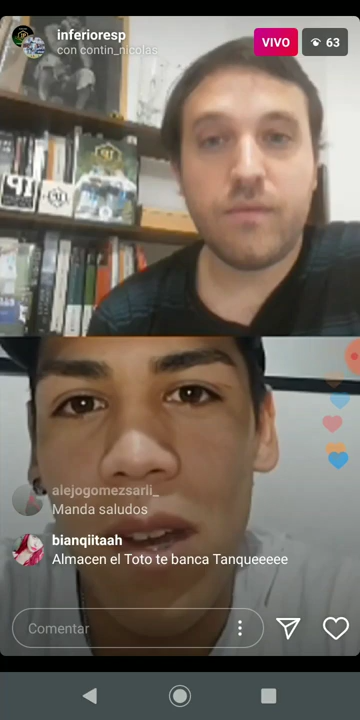 inferioresp
con contin_nicolas
VIVO
63
alejogomezsarli_
Manda saludos
bianqiitaah
Almacen el Toto te banca Tanqueeeee
Comentar